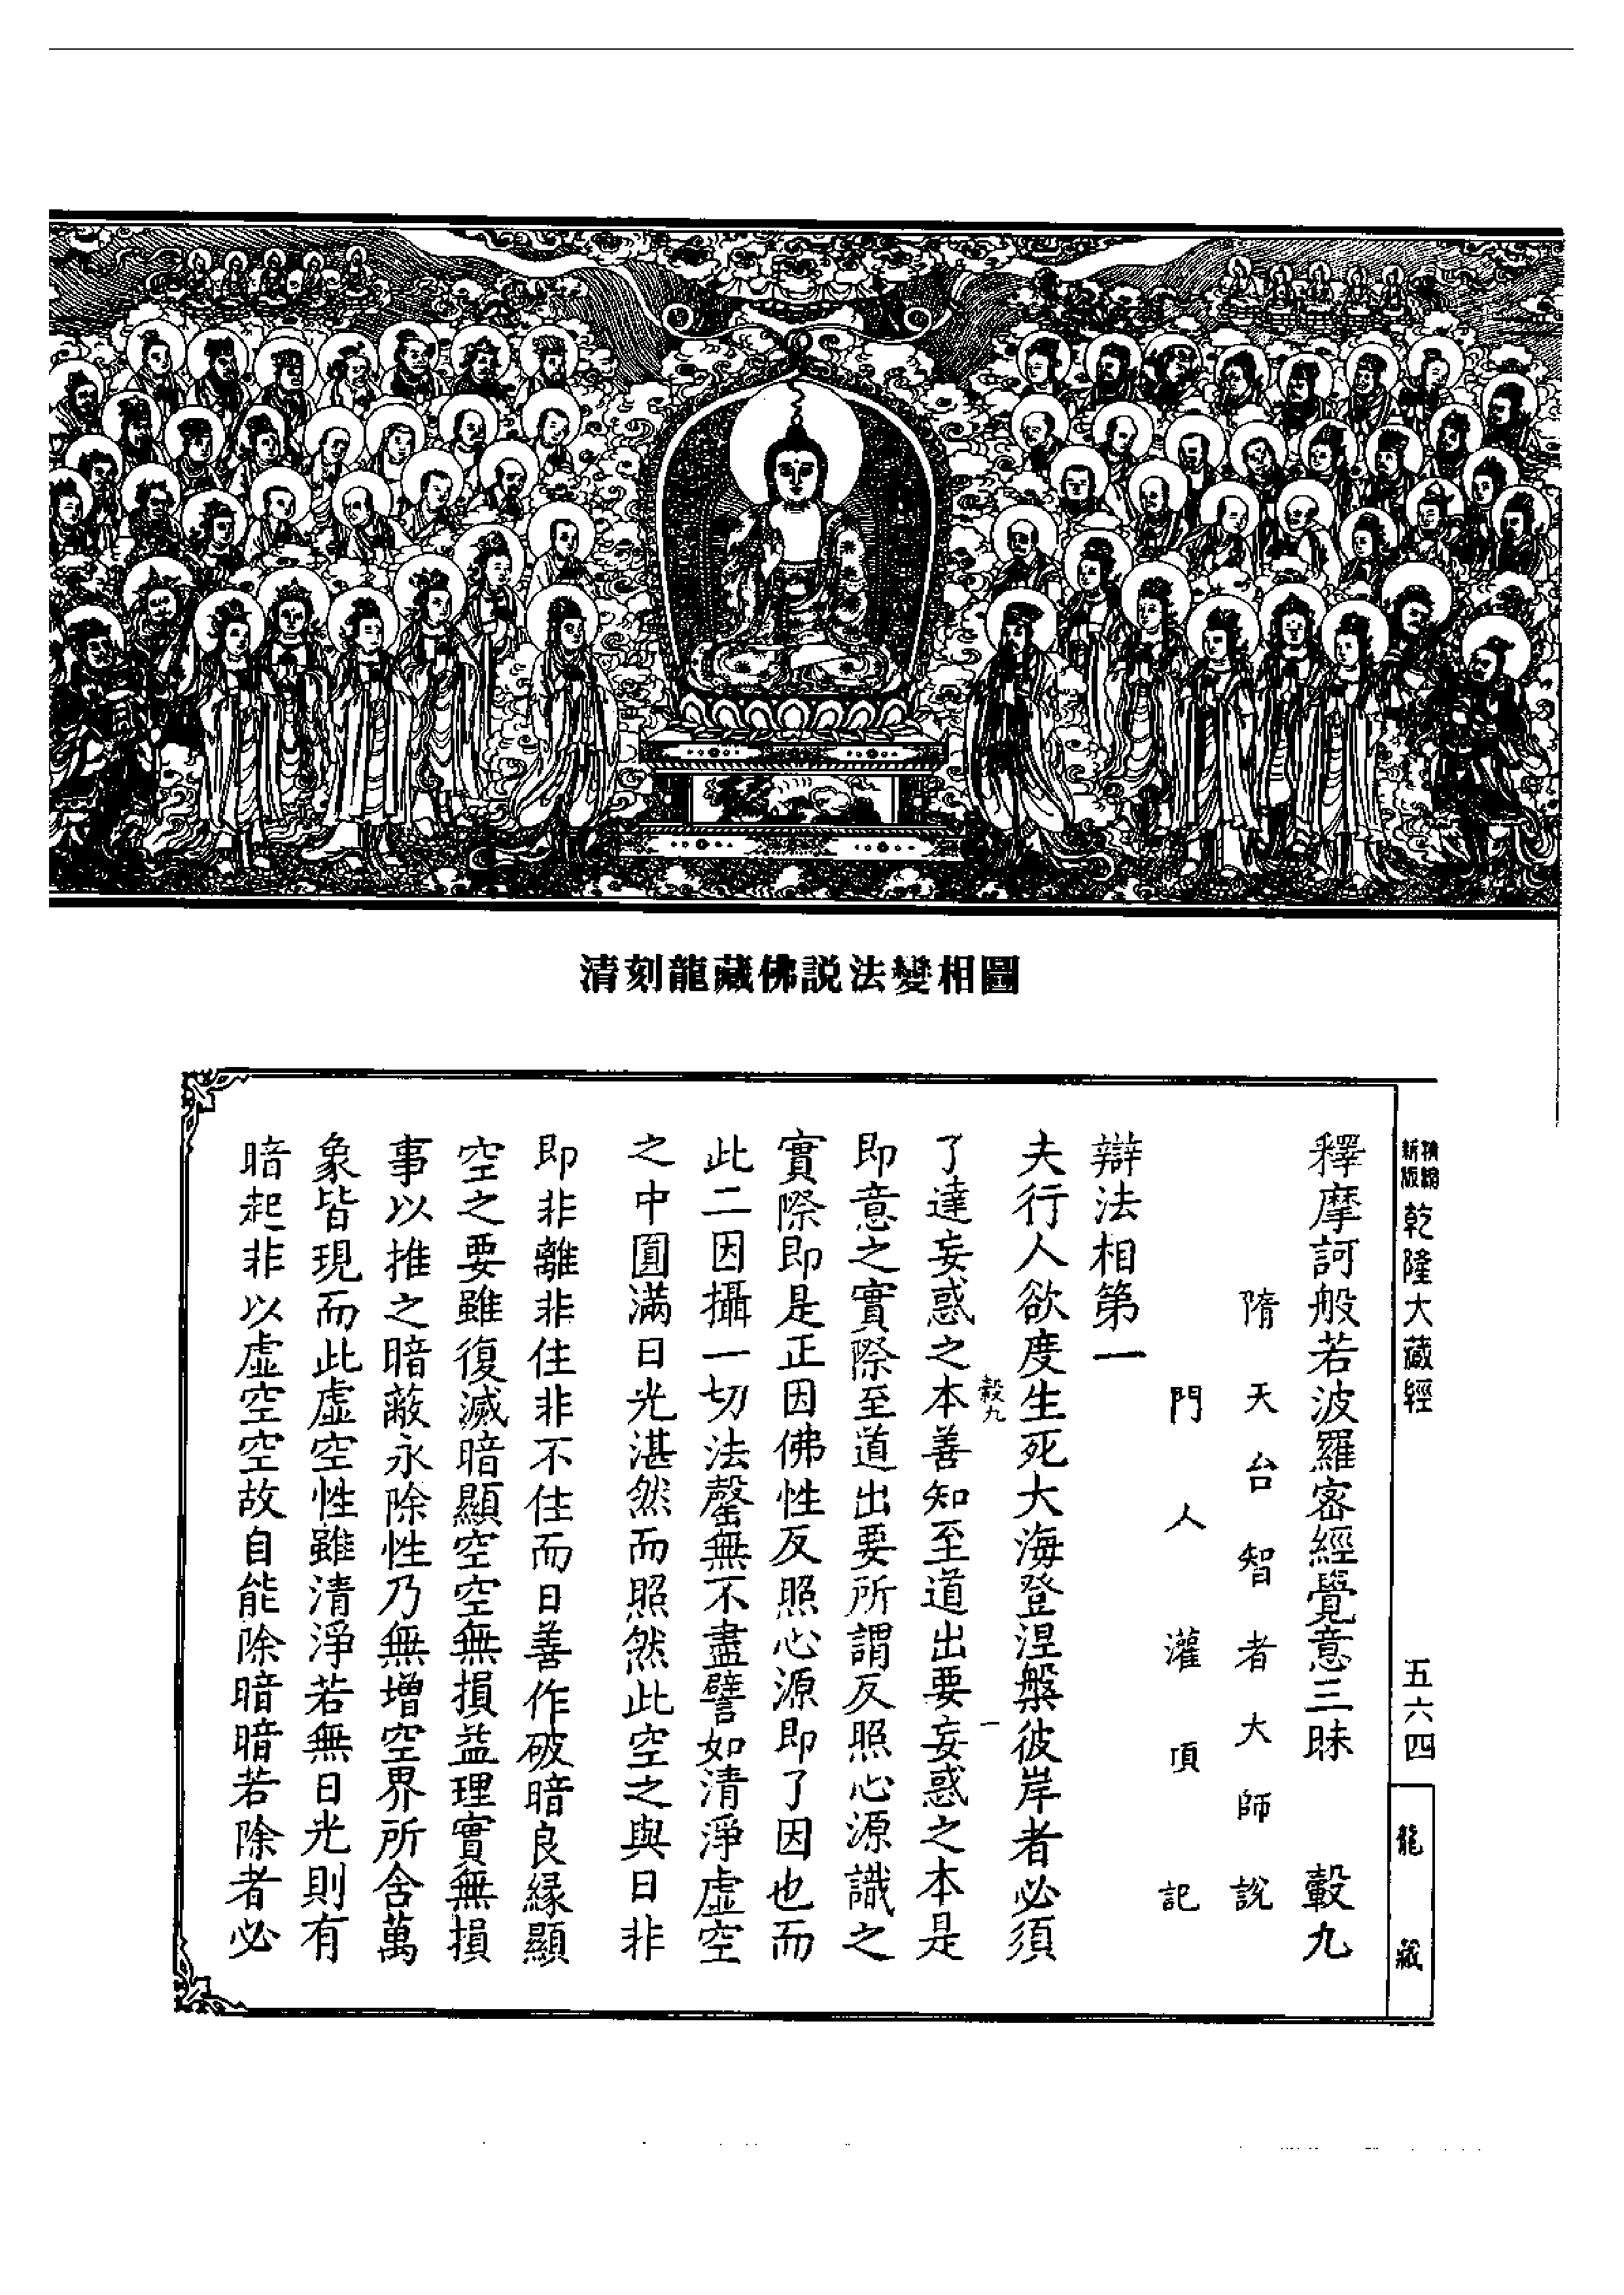 清刻龍藏佛説法變相圖
新版
精縮
乾隆大藏經
五六四
龍藏
釋摩訶般若波羅密經覺意三昧　轂九
隋天台智者大師說
門人灌頂記
辯法相第一
夫行人欲度生死大海登涅槃彼岸者必須
轂九
一
了達妄惑之本善知至道出要妄惑之本是
即意之實際至道出要所謂反照心源識之
實際即是正因佛性反照心源即了因也而
此二因攝一切法罄無不盡譬如清淨虛空
之中圓滿日光湛然而照然此空之與日非
即非離非住非不住而日善作破暗良緣顯
空之要雖復滅暗顯空空無損益理實無損
事以推之暗蔽永除性乃無增空界所含萬
象皆現而此虛空性雖清淨若無日光則有
暗起非以虛空空故自能除暗暗若除者必